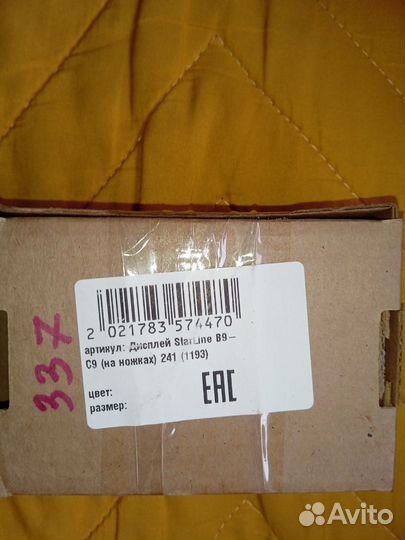 337
2 021783 574470
артикул: Дисплей StarLine B9-
C9 (на ножках) 241 (1193)
цвет:
размер:
EAC
Avito